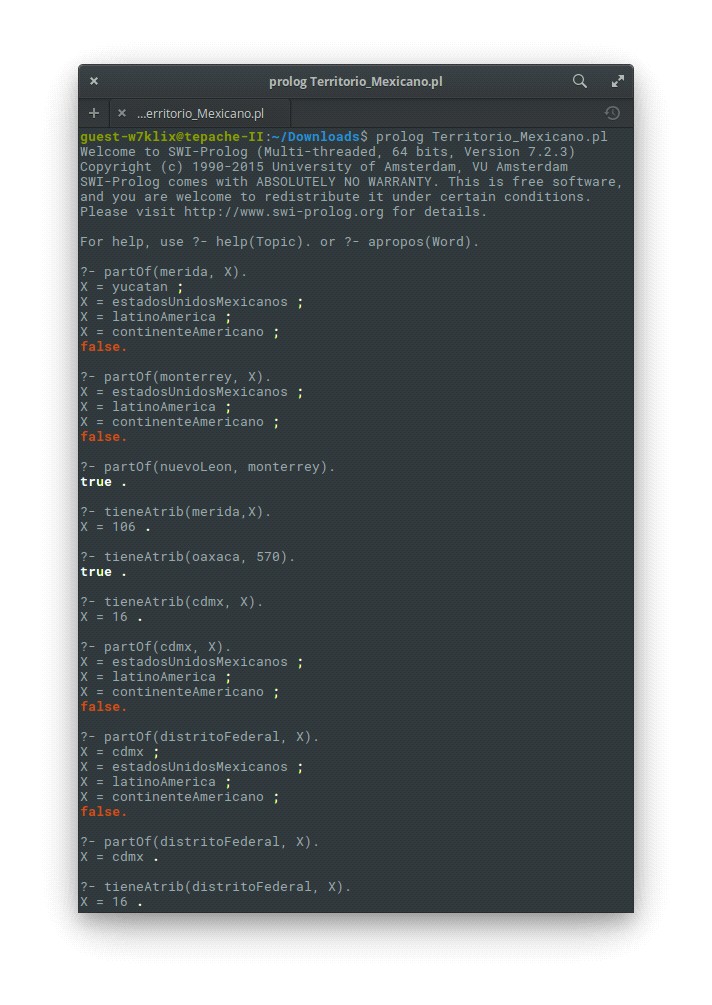 prolog Territorio_Mexicano.pl
...erritorio_Mexicano.pl
guest-w7klix@tepache-II:~/Downloads$ prolog Territorio_Mexicano.pl
Welcome to SWI-Prolog (Multi-threaded, 64 bits, Version 7.2.3)
Copyright (c) 1990-2015 University of Amsterdam, VU Amsterdam
SWI-Prolog comes with ABSOLUTELY NO WARRANTY. This is free software,
and you are welcome to redistribute it under certain conditions.
Please visit http://www.swi-prolog.org for details.
For help, use ?- help(Topic). or ?- apropos(Word).
?- partOf(merida, X).
X = yucatan ;
X = estadosUnidosMexicanos ;
X = latinoAmerica ;
X = continenteAmericano ;
false.
?- partOf(monterrey, X).
X = estadosUnidosMexicanos ;
X = latinoAmerica ;
X = continenteAmericano ;
false.
?- partOf(nuevoLeon, monterrey).
true .
?- tieneAtrib(merida,X).
X = 106 .
?- tieneAtrib(oaxaca, 570).
true .
?- tieneAtrib(cdmx, X).
X = 16 .
?- partOf(cdmx, X).
X = estadosUnidosMexicanos ;
X = latinoAmerica ;
X = continenteAmericano ;
false.
?- partOf(distritoFederal, X).
X = cdmx ;
X = estadosUnidosMexicanos ;
X = latinoAmerica ;
X = continenteAmericano ;
false.
?- partOf(distritoFederal, X).
X = cdmx .
?- tieneAtrib(distritoFederal, X).
X = 16 .